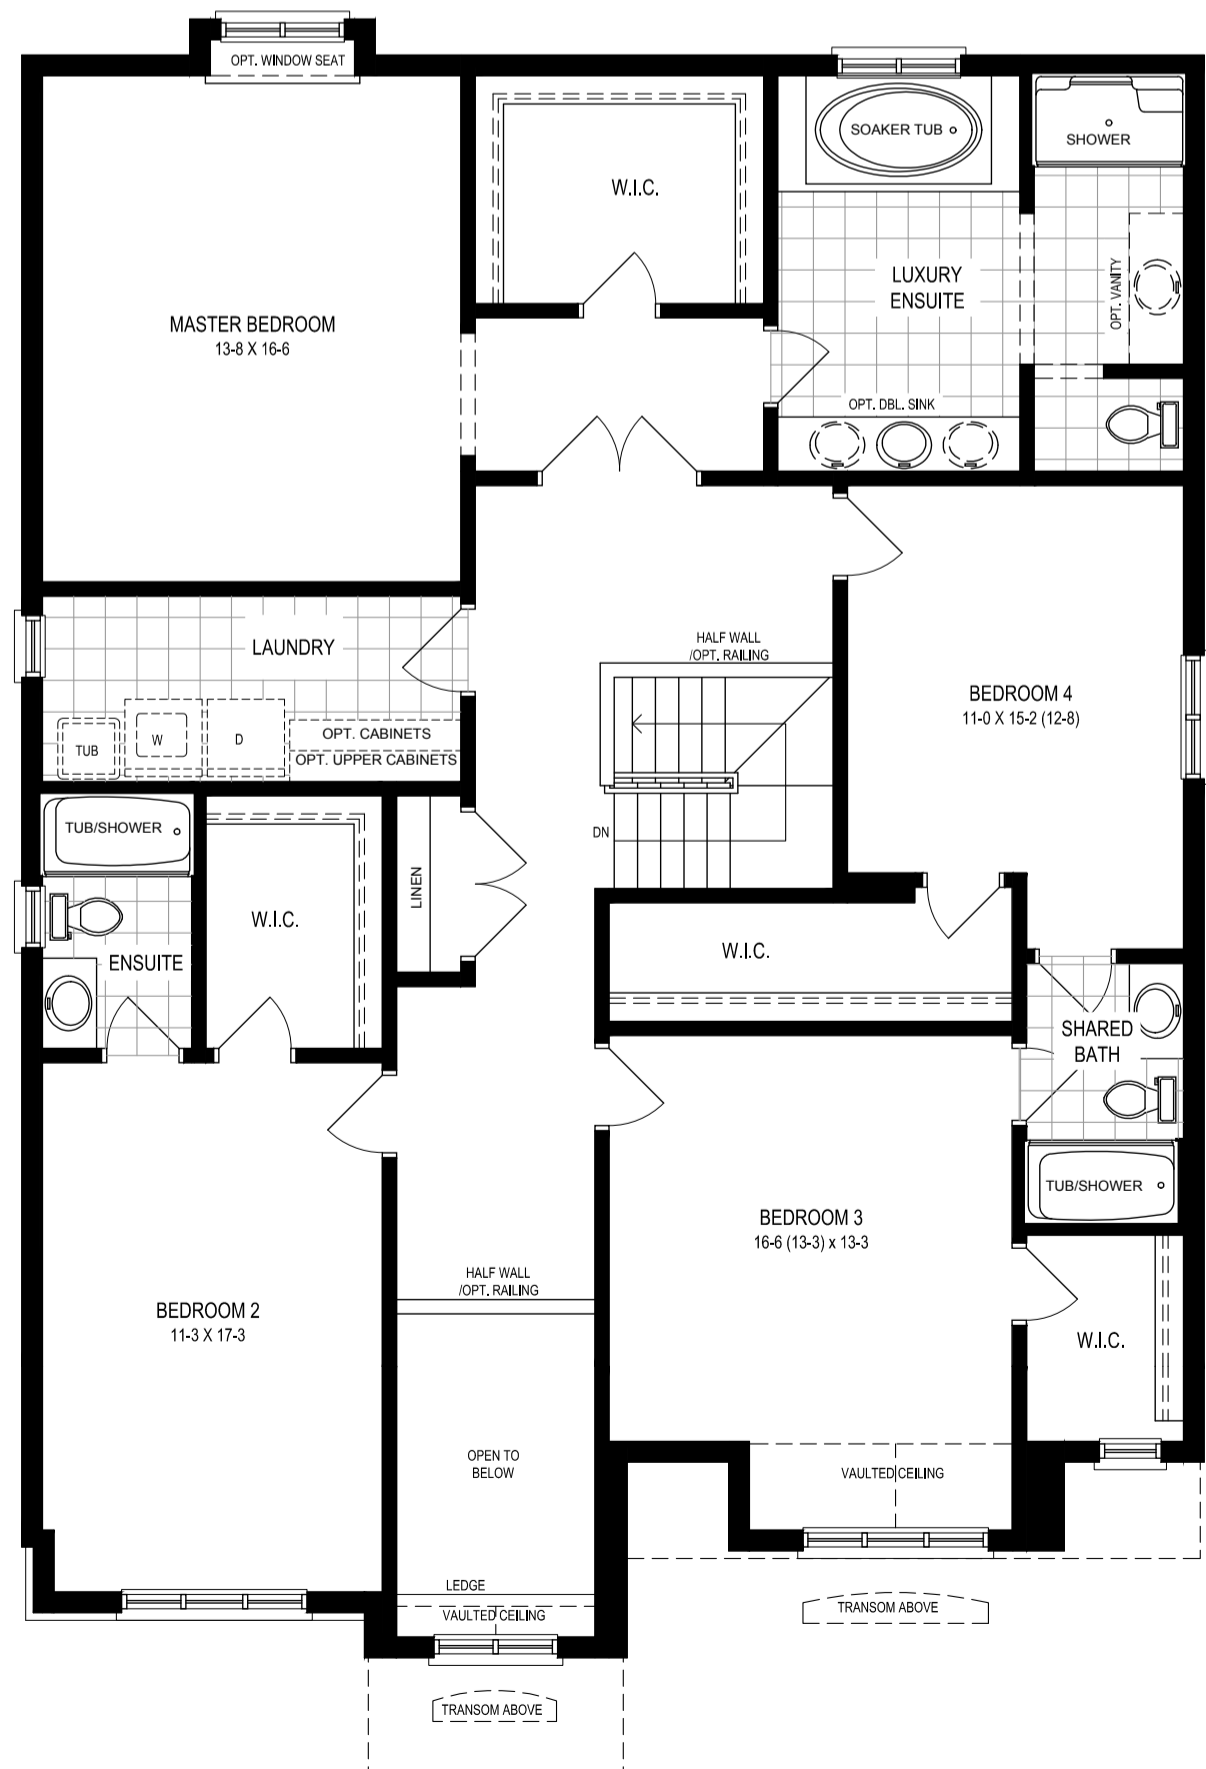 OPT. WINDOW SEAT
SOAKER TUB
SHOWER
W.I.C.
LUXURY
ENSUITE
OPT. VANITY
MASTER BEDROOM
13-8 X 16-6
OPT. DBL. SINK
LAUNDRY
HALF WALL
/OPT. RAILING
BEDROOM 4
11-0 X 15-2 (12-8)
TUB
W
D
OPT. CABINETS
OPT. UPPER CABINETS
TUB/SHOWER
DN
LINEN
W.I.C.
ENSUITE
W.I.C.
SHARED
BATH
TUB/SHOWER
BEDROOM 3
16-6 (13-3) x 13-3
HALF WALL
/OPT. RAILING
BEDROOM 2
11-3 X 17-3
W.I.C.
OPEN TO
BELOW
VAULTED CEILING
LEDGE
VAULTED CEILING
TRANSOM ABOVE
TRANSOM ABOVE